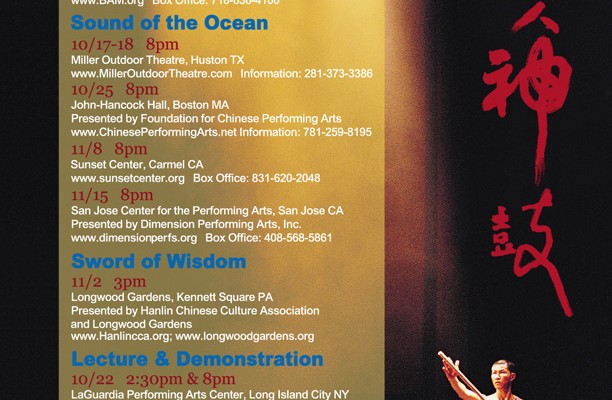 www.BAM.org   Box Office: 718-636-4100
Sound of the Ocean
10/17-18   8pm
Miller Outdoor Theatre, Huston TX
www.MillerOutdoorTheatre.com   Information: 281-373-3386
10/25   8pm
John-Hancock Hall, Boston MA
Presented by Foundation for Chinese Performing Arts
www.ChinesePerformingArts.net Information: 781-259-8195
11/8   8pm
Sunset Center, Carmel CA
www.sunsetcenter.org   Box Office: 831-620-2048
11/15   8pm
San Jose Center for the Performing Arts, San Jose CA
Presented by Dimension Performing Arts, Inc.
www.dimensionperfs.org   Box Office: 408-568-5861
Sword of Wisdom
11/2   3pm
Longwood Gardens, Kennett Square PA
Presented by Hanlin Chinese Culture Association
and Longwood Gardens
www.Hanlincca.org; www.longwoodgardens.org
Lecture & Demonstration
10/22   2:30pm & 8pm
LaGuardia Performing Arts Center, Long Island City NY
神
鼓